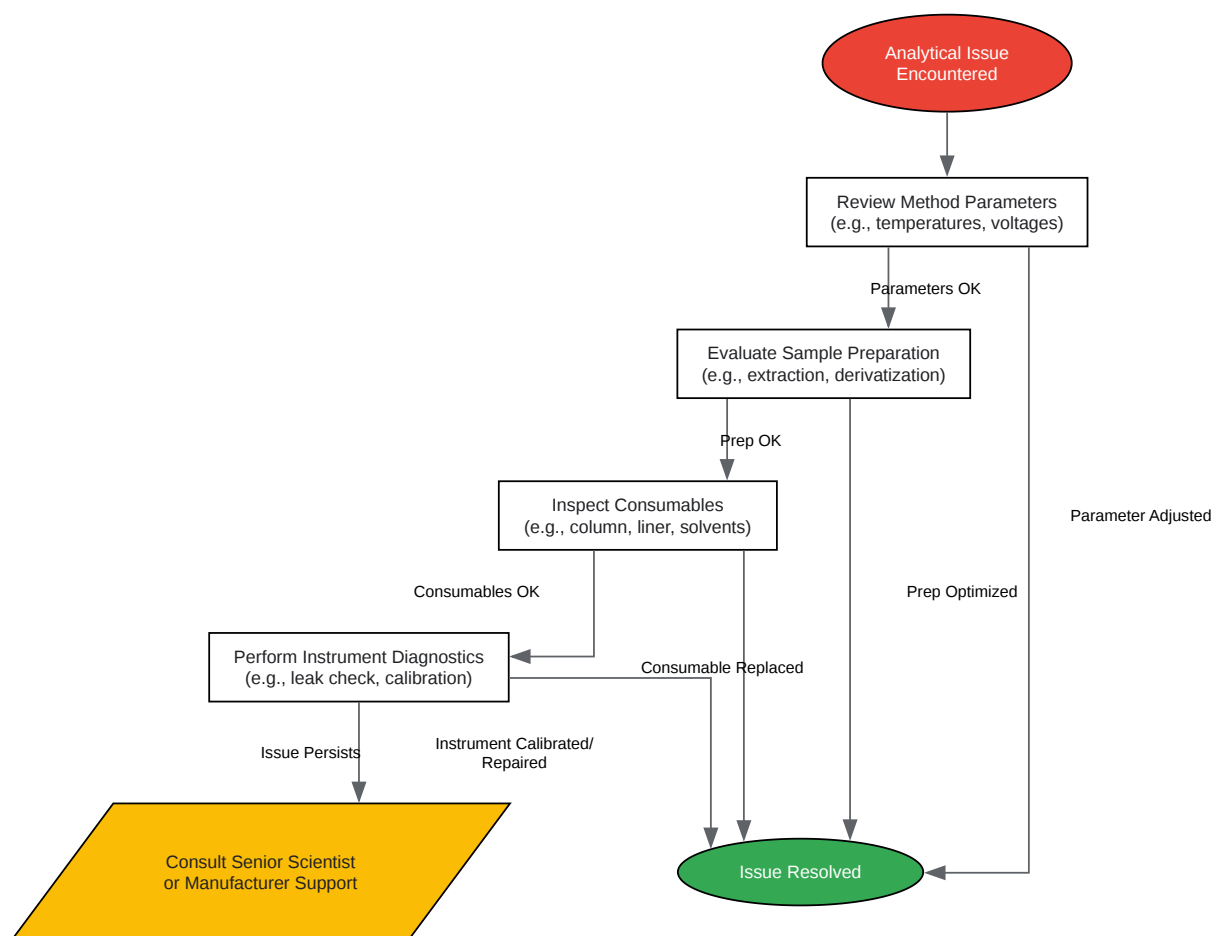 Analytical Issue
Encountered
Review Method Parameters
(e.g., temperatures, voltages)
Parameters OK
Evaluate Sample Preparation
(e.g., extraction, derivatization)
Prep OK
Inspect Consumables
(e.g., column, liner, solvents)
Parameter Adjusted
Consumables OK
Prep Optimized
Perform Instrument Diagnostics
(e.g., leak check, calibration)
Consumable Replaced
Issue Persists
Instrument Calibrated/
Repaired
Consult Senior Scientist
or Manufacturer Support
Issue Resolved